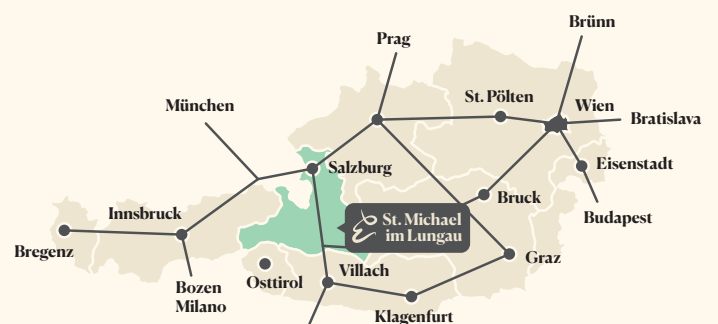 Brünn
Prag
St. Pölten
Wien
München
Bratislava
Salzburg
Eisenstadt
Bruck
Innsbruck
St. Michael
im Lungau
Budapest
Bregenz
Graz
Villach
Osttirol
Bozen
Milano
Klagenfurt